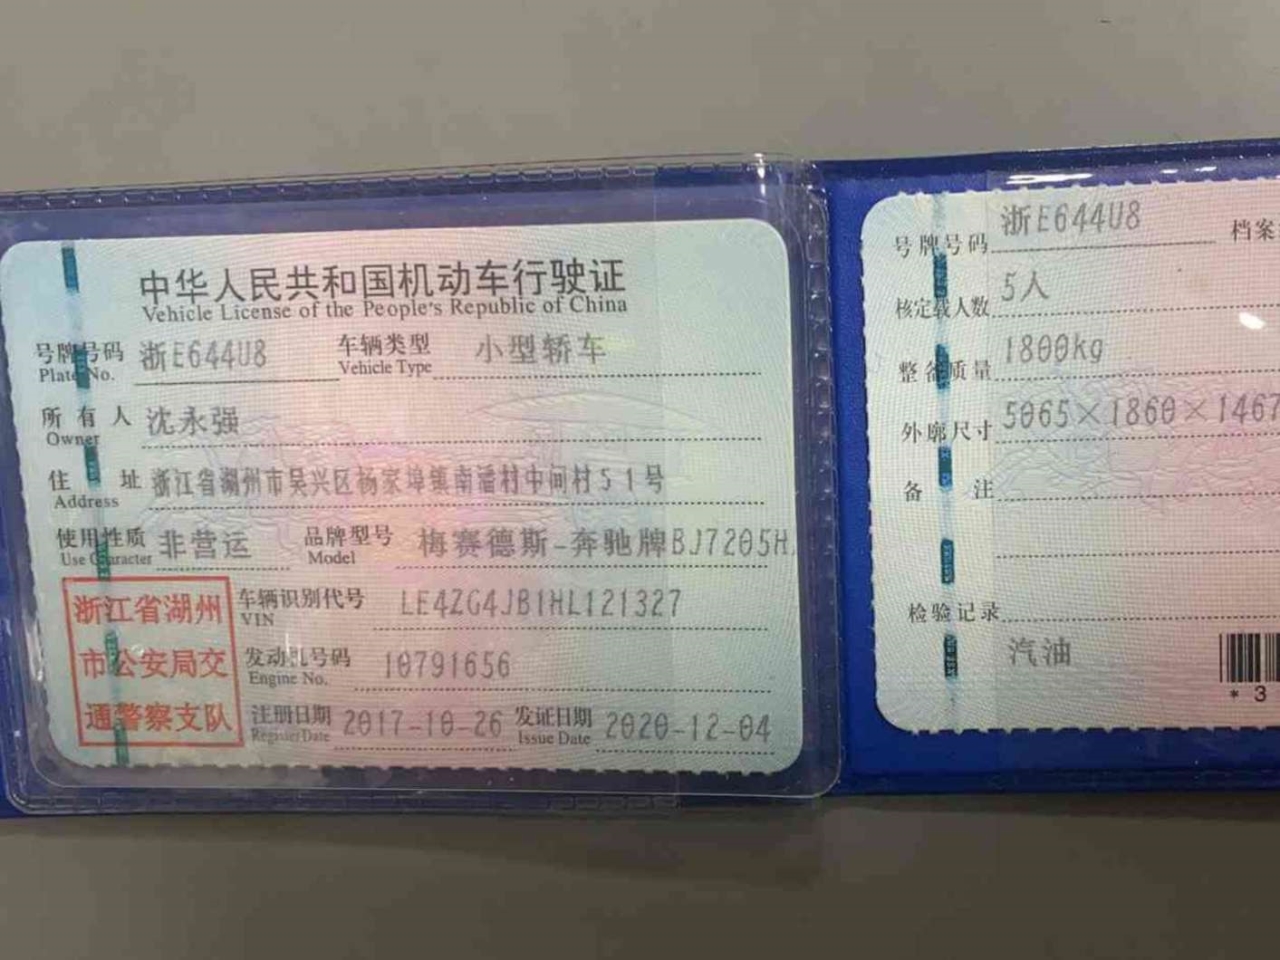 中华人民共和国机动车行驶证
Vehicle License of the People's Republic of China
号牌号码 浙E644U8 车辆类型 小型轿车
Plate No. Vehicle Type
所有人 沈永强
Owner
住址 浙江省湖州市吴兴区杨家埠镇南潘村中间村51号
Address
使用性质 非营运 品牌型号 梅赛德斯-奔驰牌BJ7205H
Use Character Model
浙江省湖州
市公安局交
通警察支队
车辆识别代号 LE4ZG4JB1HL121327
VIN
发动机号码 10791656
Engine No.
注册日期 2017-10-26 发证日期 2020-12-04
Register Date Issue Date
号牌号码 浙E644U8 档案
核定载人数 5人
整备质量 1800kg
外廓尺寸 5065×1860×1467
备注
检验记录
汽油
*3